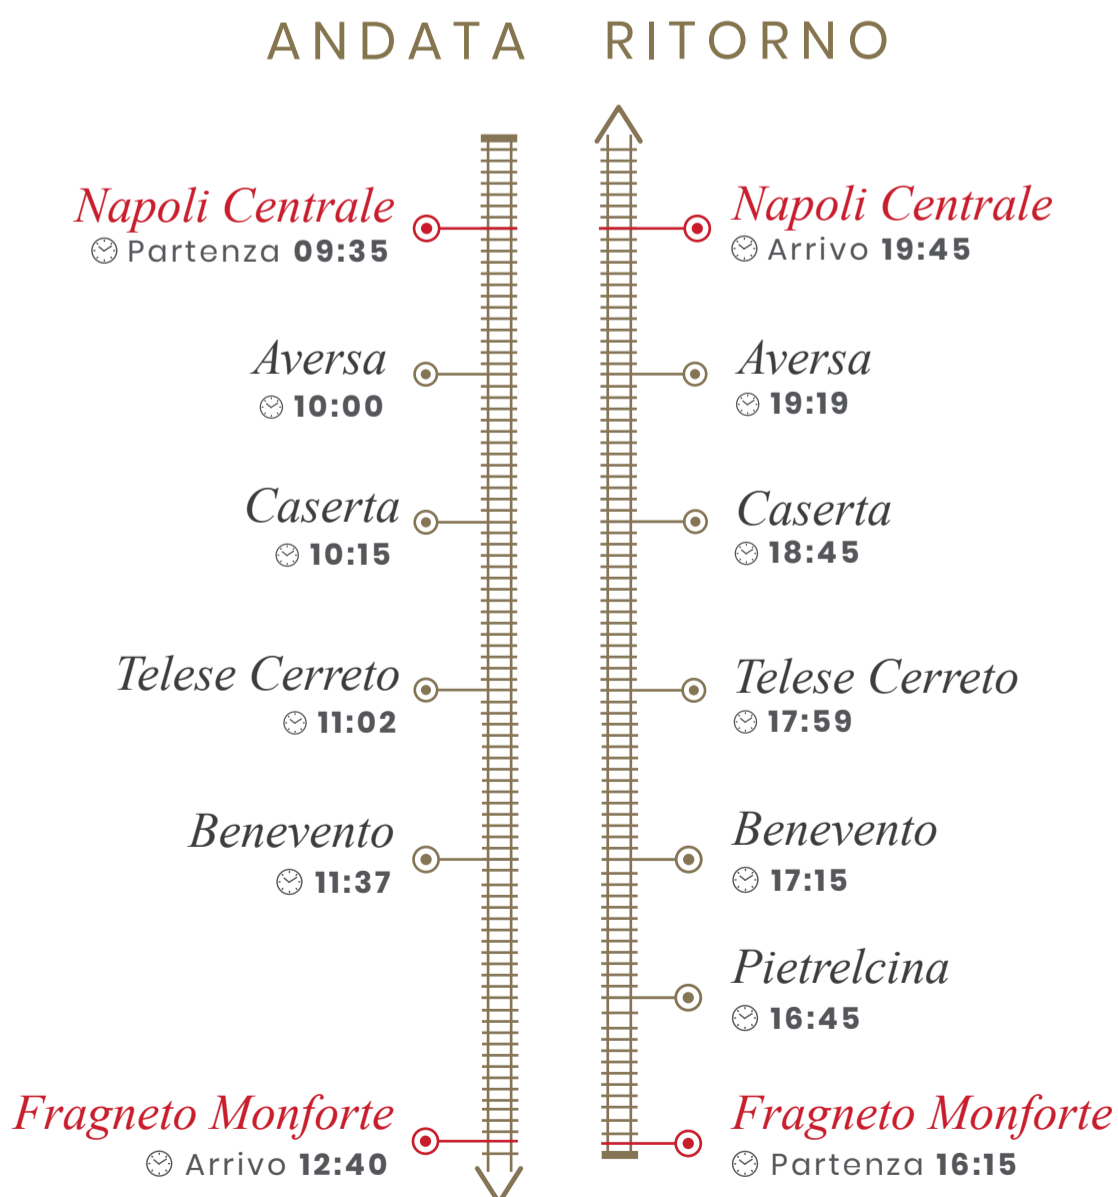 ANDATA
Napoli Centrale
Partenza 09:35
Aversa
10:00
Caserta
10:15
Telese Cerreto
11:02
Benevento
11:37
Fragneto Monforte
Arrivo 12:40
RITORNO
Napoli Centrale
Arrivo 19:45
Aversa
19:19
Caserta
18:45
Telese Cerreto
17:59
Benevento
17:15
Pietrelcina
16:45
Fragneto Monforte
Partenza 16:15